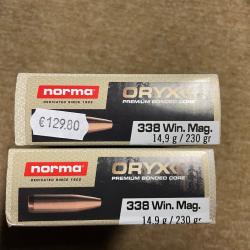 norma
DEDICATED SINCE 1902
ORYX
PREMIUM BONDED CORE
€129.80
338 Win. Mag.
14,9 g / 230 gr
norma
DEDICATED SINCE 1902
ORYX
PREMIUM BONDED CORE
338 Win. Mag.
14,9 g / 230 gr